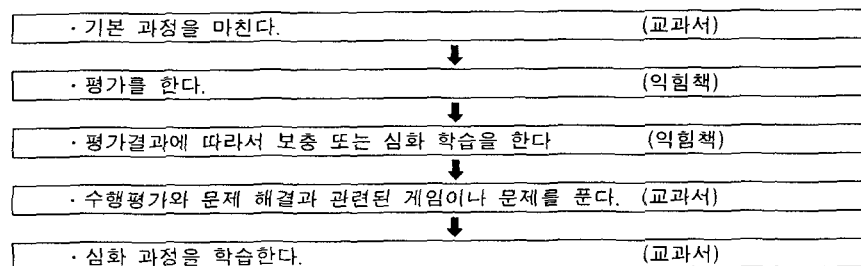 · 기본 과정을 마친다. (교과서)
⬇
· 평가를 한다. (익힘책)
⬇
· 평가결과에 따라서 보충 또는 심화 학습을 한다 (익힘책)
⬇
· 수행평가와 문제 해결과 관련된 게임이나 문제를 푼다. (교과서)
⬇
· 심화 과정을 학습한다. (교과서)